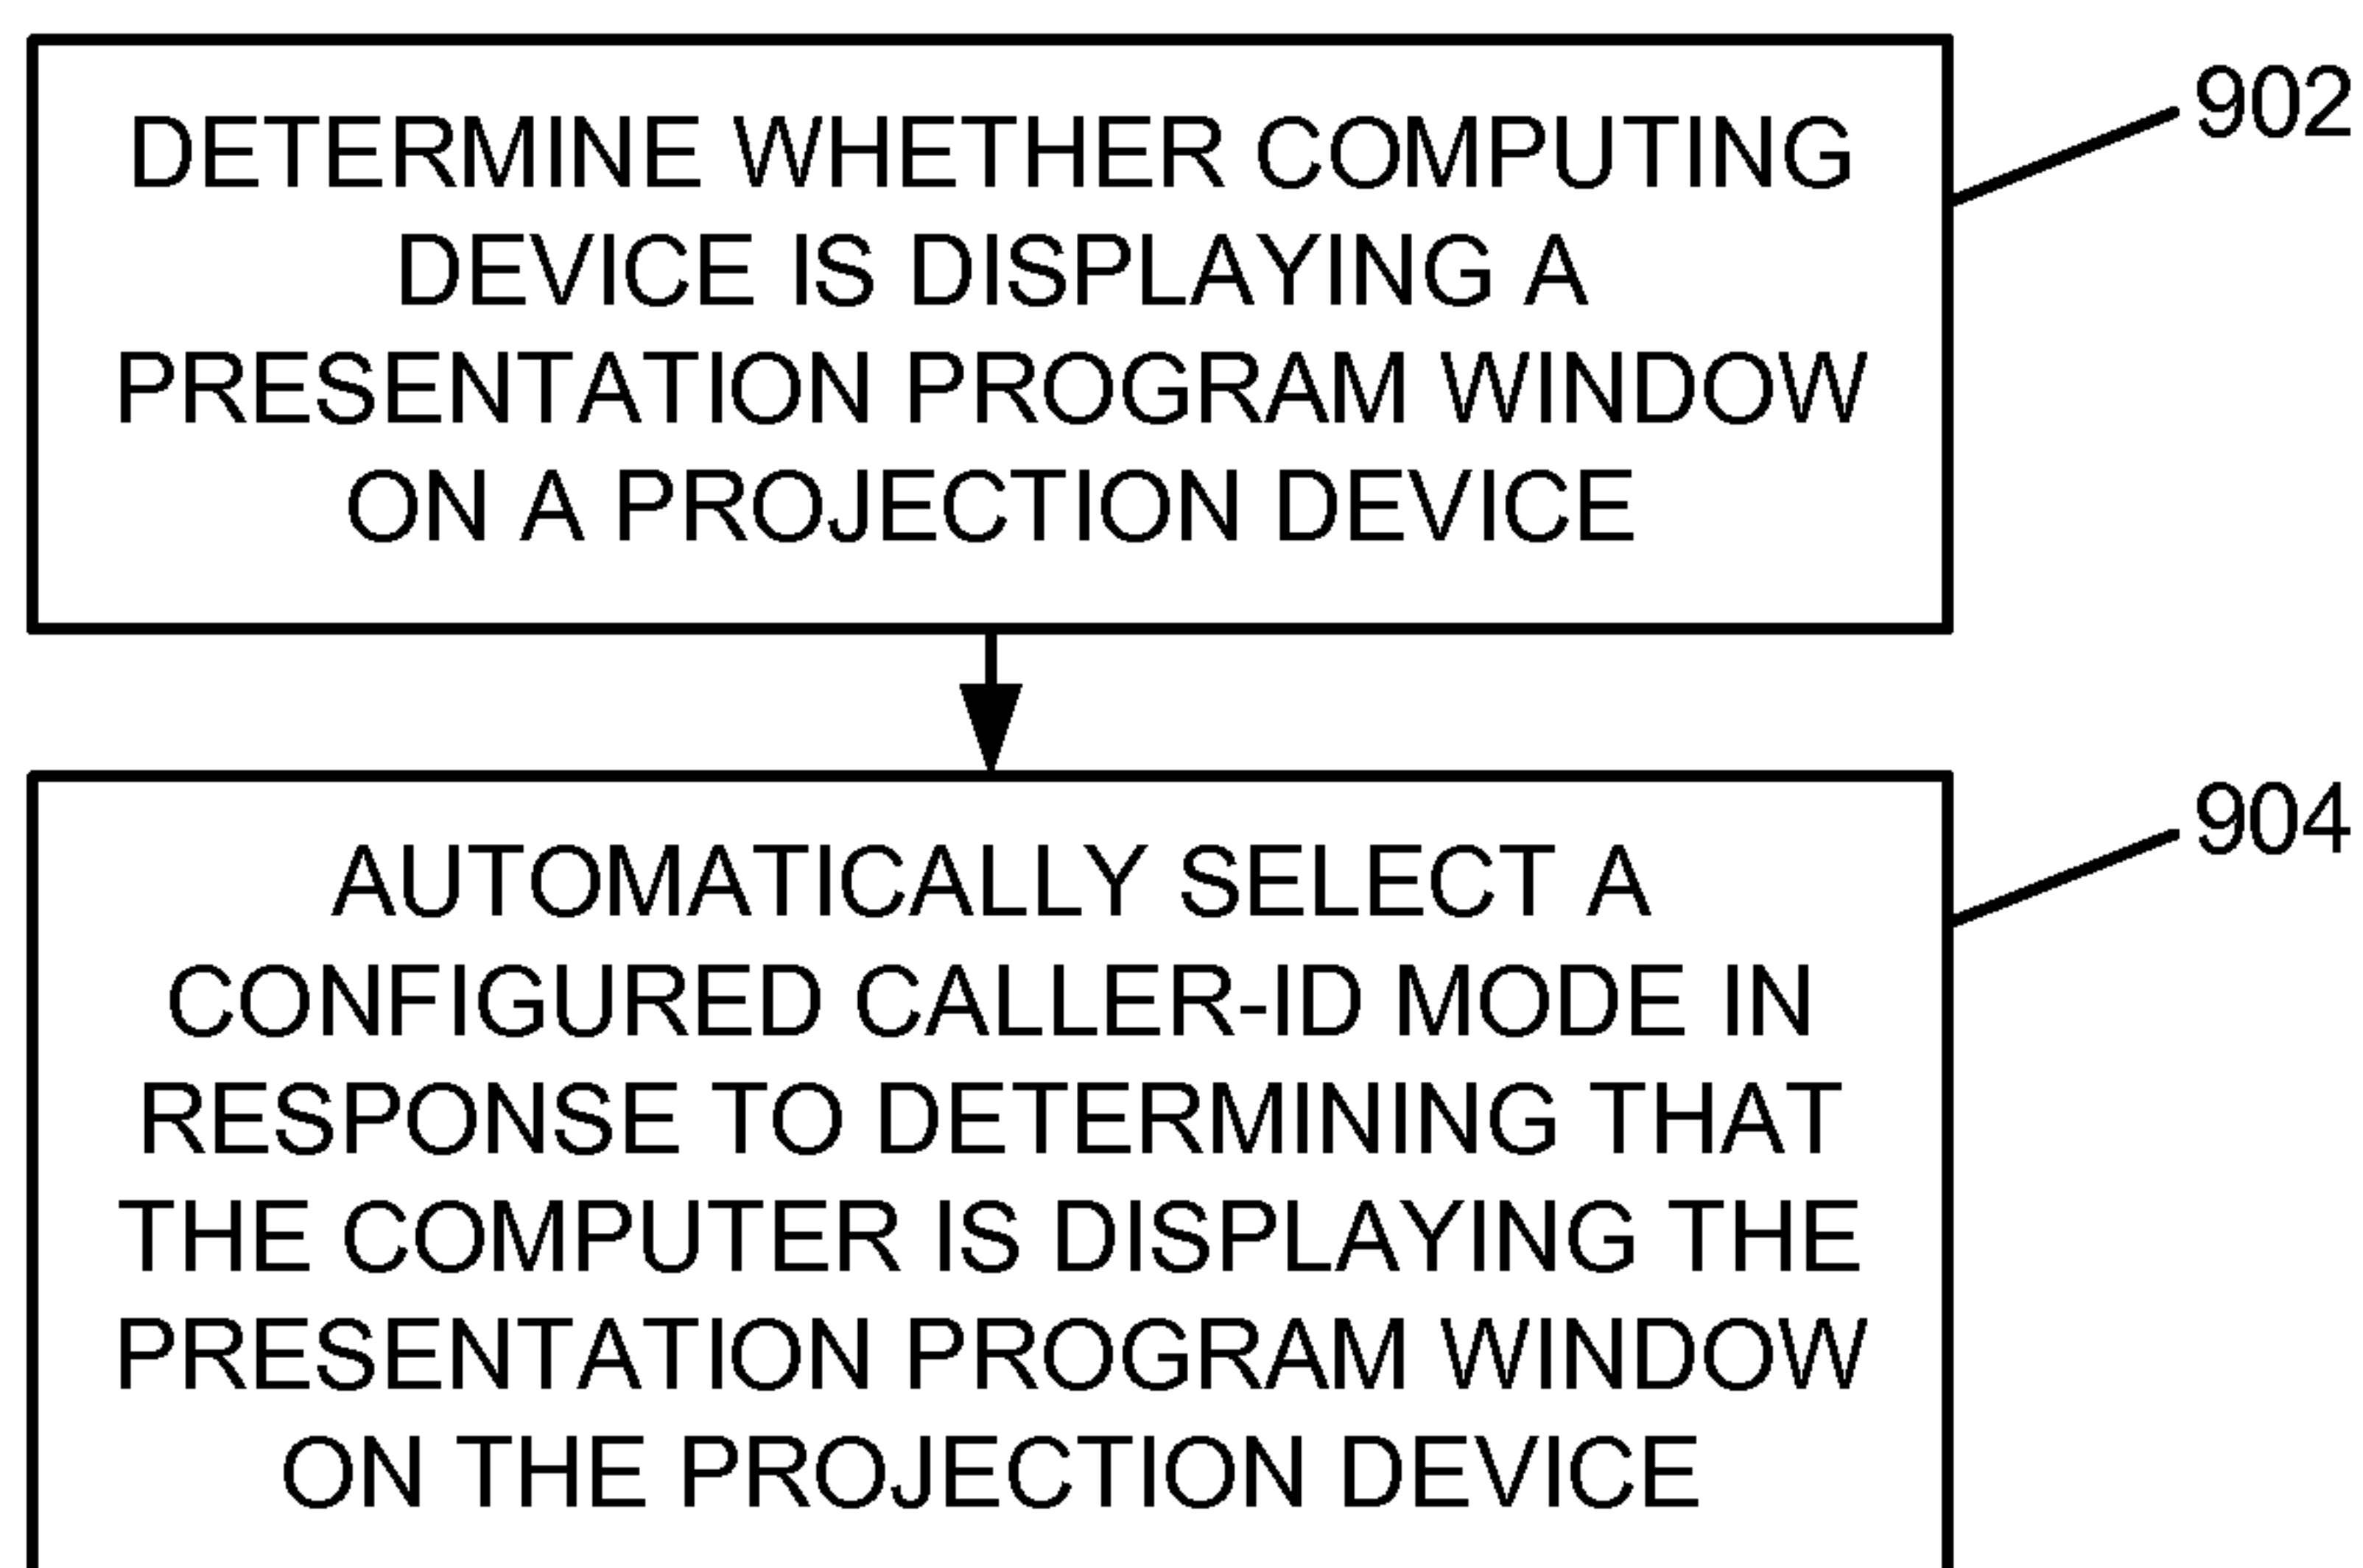 DETERMINE WHETHER COMPUTING
DEVICE IS DISPLAYING A
PRESENTATION PROGRAM WINDOW
ON A PROJECTION DEVICE
902
AUTOMATICALLY SELECT A
CONFIGURED CALLER-ID MODE IN
RESPONSE TO DETERMINING THAT
THE COMPUTER IS DISPLAYING THE
PRESENTATION PROGRAM WINDOW
ON THE PROJECTION DEVICE
904